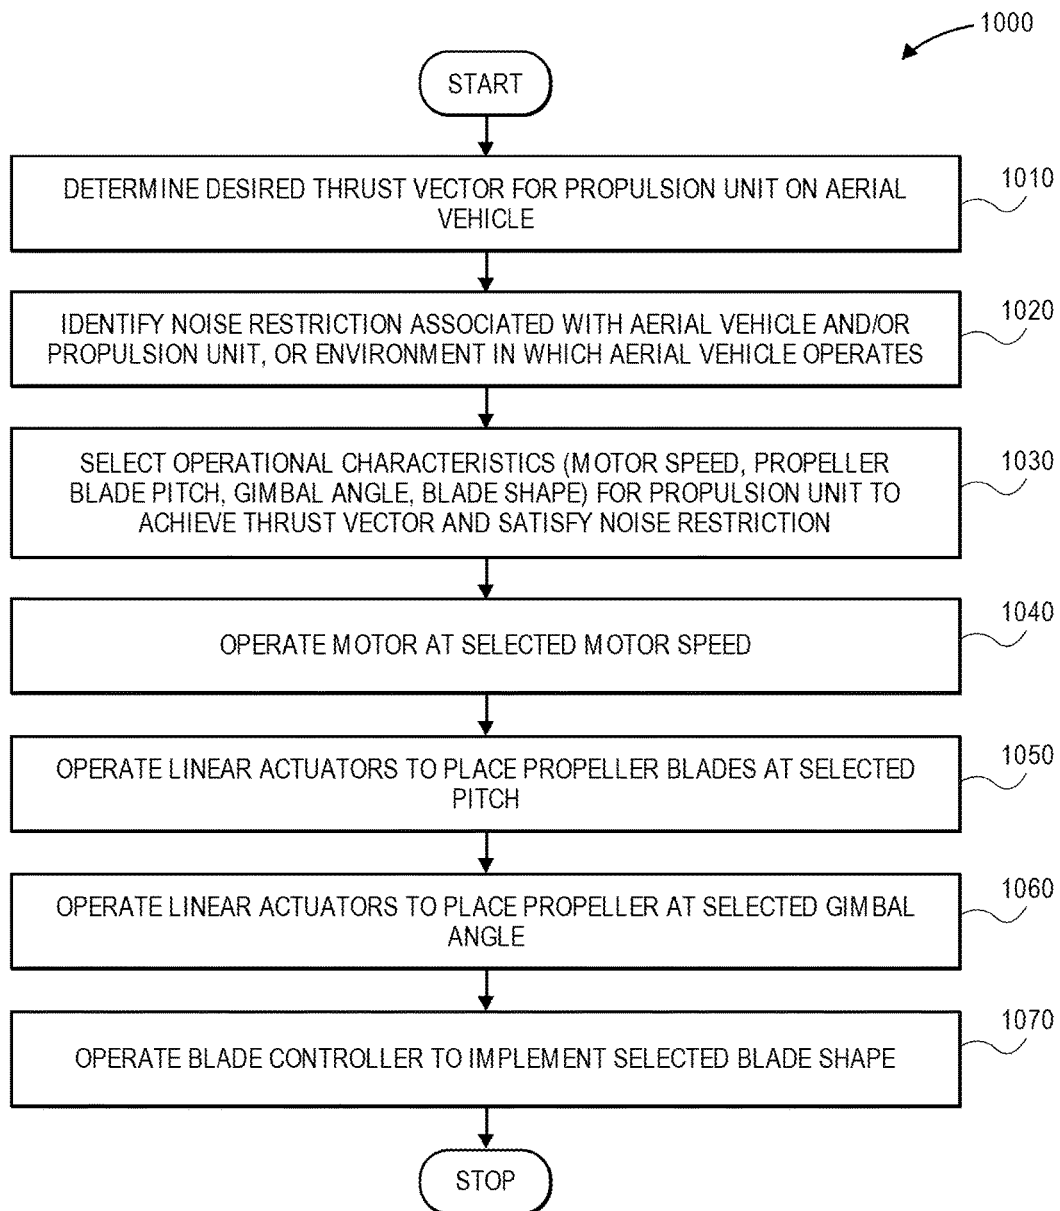 1000
START
DETERMINE DESIRED THRUST VECTOR FOR PROPULSION UNIT ON AERIAL
VEHICLE
1010
IDENTIFY NOISE RESTRICTION ASSOCIATED WITH AERIAL VEHICLE AND/OR
PROPULSION UNIT, OR ENVIRONMENT IN WHICH AERIAL VEHICLE OPERATES
1020
SELECT OPERATIONAL CHARACTERISTICS (MOTOR SPEED, PROPELLER
BLADE PITCH, GIMBAL ANGLE, BLADE SHAPE) FOR PROPULSION UNIT TO
ACHIEVE THRUST VECTOR AND SATISFY NOISE RESTRICTION
1030
OPERATE MOTOR AT SELECTED MOTOR SPEED
1040
OPERATE LINEAR ACTUATORS TO PLACE PROPELLER BLADES AT SELECTED
PITCH
1050
OPERATE LINEAR ACTUATORS TO PLACE PROPELLER AT SELECTED GIMBAL
ANGLE
1060
OPERATE BLADE CONTROLLER TO IMPLEMENT SELECTED BLADE SHAPE
1070
STOP